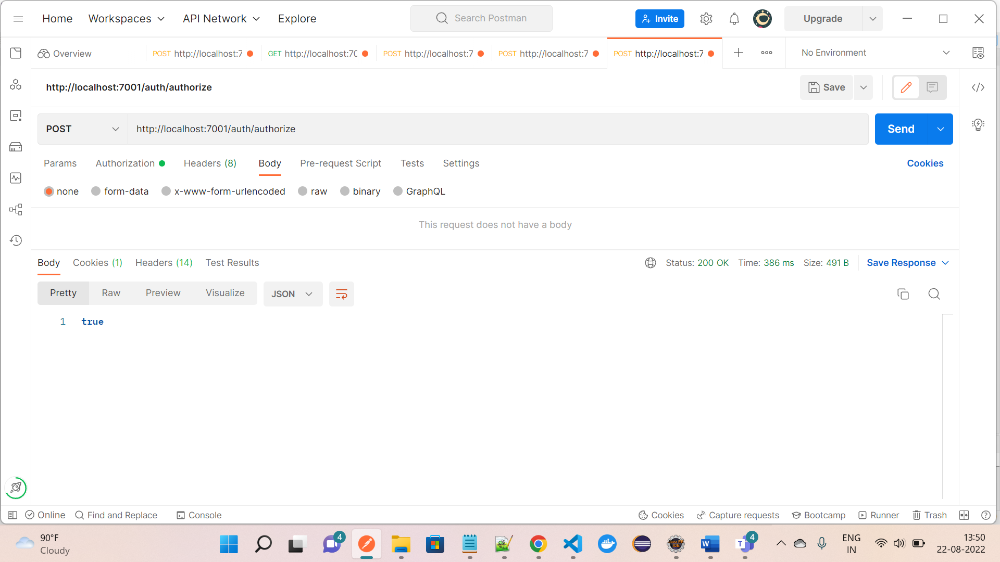 Home Workspaces API Network Explore Search Postman Invite Upgrade
Overview POST http://localhost:7 GET http://localhost:70 POST http://localhost:7 POST http://localhost:7 POST http://localhost:7 No Environment
http://localhost:7001/auth/authorize Save
POST http://localhost:7001/auth/authorize Send
Params Authorization Headers (8) Body Pre-request Script Tests Settings Cookies
none form-data x-www-form-urlencoded raw binary GraphQL
This request does not have a body
Body Cookies (1) Headers (14) Test Results Status: 200 OK Time: 386 ms Size: 491 B Save Response
Pretty Raw Preview Visualize JSON
1 true
Online Find and Replace Console Cookies Capture requests Bootcamp Runner Trash
90°F
Cloudy
4
W
T
4
ENG
IN
13:50
22-08-2022